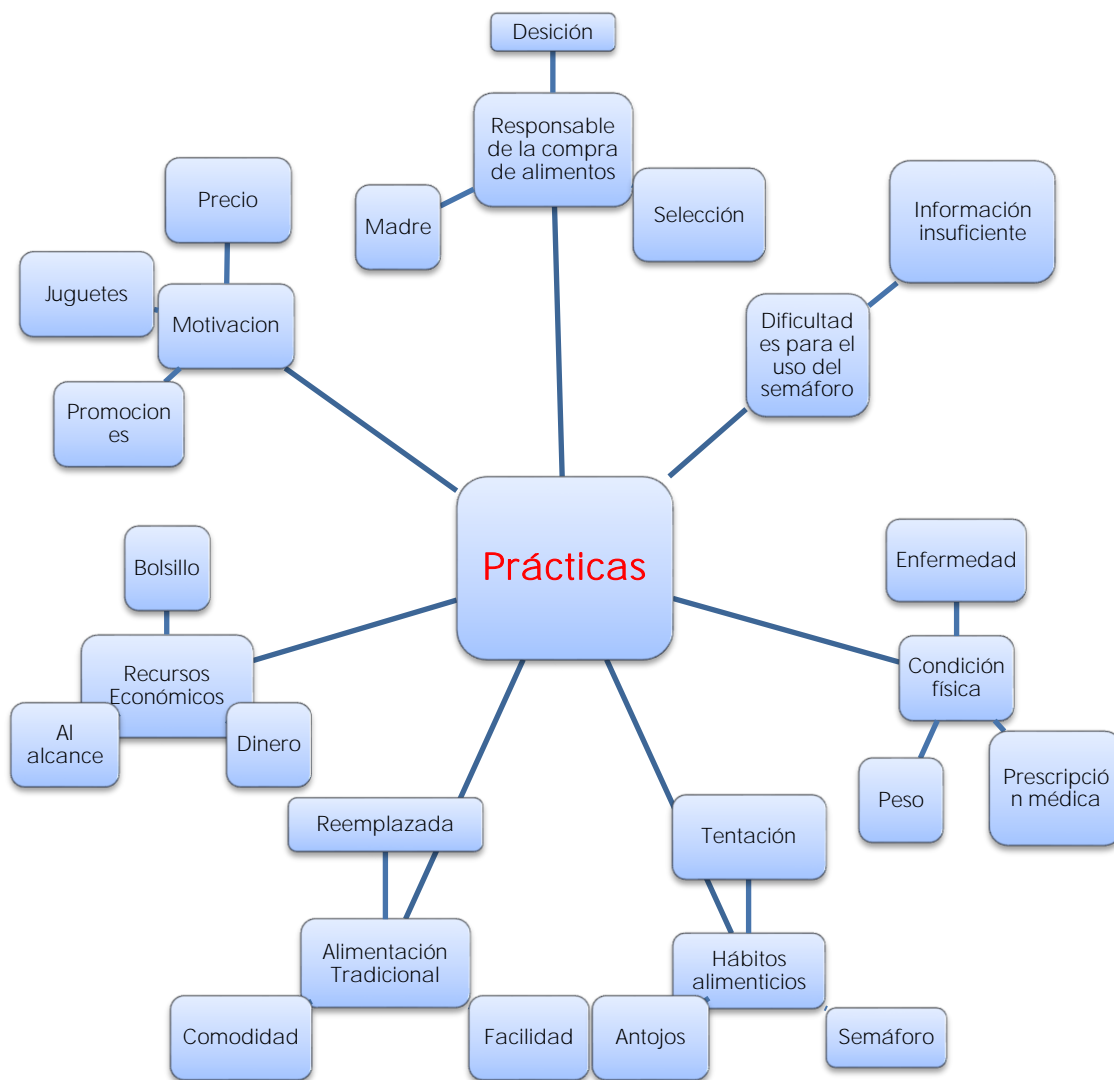 Desición
Responsable
de la compra
de alimentos
Madre
Selección
Información
insuficiente
Dificultad
es para el
uso del
semáforo
Precio
Juguetes
Motivacion
Promocion
es
Prácticas
Bolsillo
Recursos
Económicos
Al
alcance
Dinero
Enfermedad
Condición
física
Peso
Prescripció
n médica
Reemplazada
Alimentación
Tradicional
Comodidad
Facilidad
Tentación
Hábitos
alimenticios
Antojos
Semáforo